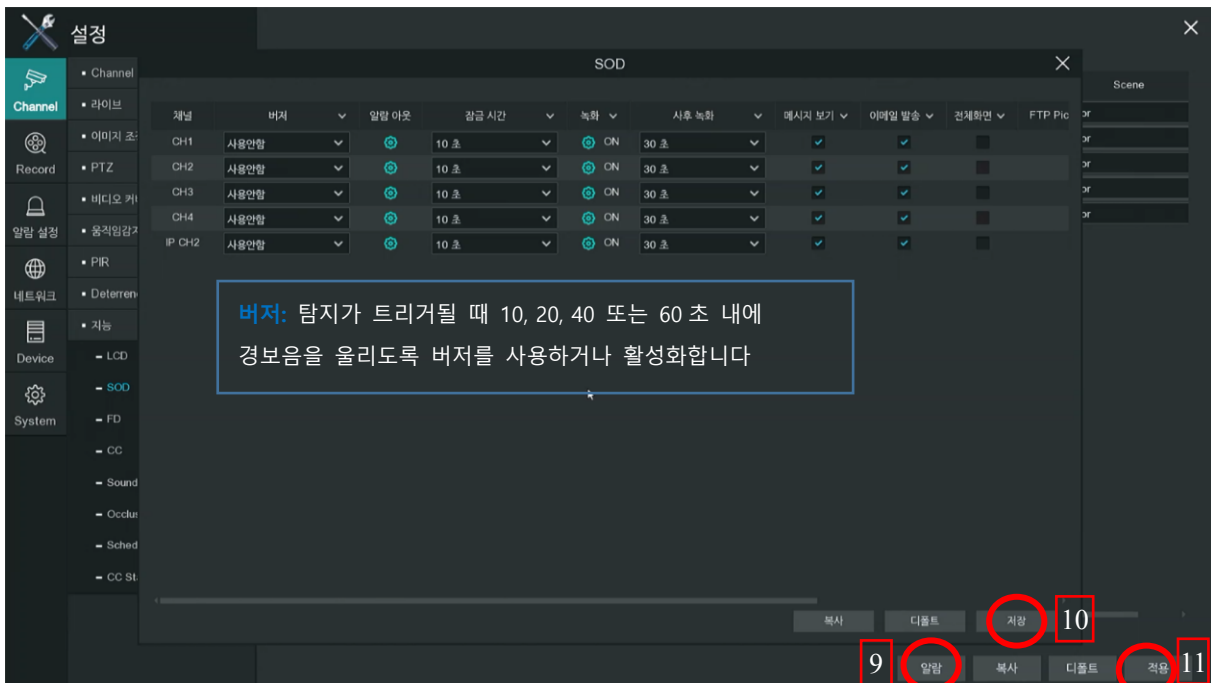 설정
Channel
Record
알람 설정
네트워크
Device
System
Channel
라이브
이미지 조
PTZ
비디오 커
움직임감
PIR
Deterren
지능
LCD
SOD
FD
CC
Sound
Occlu
Sched
CC St
SOD
채널 버저 알람 아웃 잠금 시간 녹화 사후 녹화 메시지 보기 이메일 발송 전체화면 FTP Pic
CH1 사용안함 10 초 ON 30 초
CH2 사용안함 10 초 ON 30 초
CH3 사용안함 10 초 ON 30 초
CH4 사용안함 10 초 ON 30 초
IP CH2 사용안함 10 초 ON 30 초
Scene
or
or
or
or
or
버저: 탐지가 트리거될 때 10, 20, 40 또는 60 초 내에
경보음을 울리도록 버저를 사용하거나 활성화합니다
복사 디폴트 저장 10
9 알람 복사 디폴트 적용 11